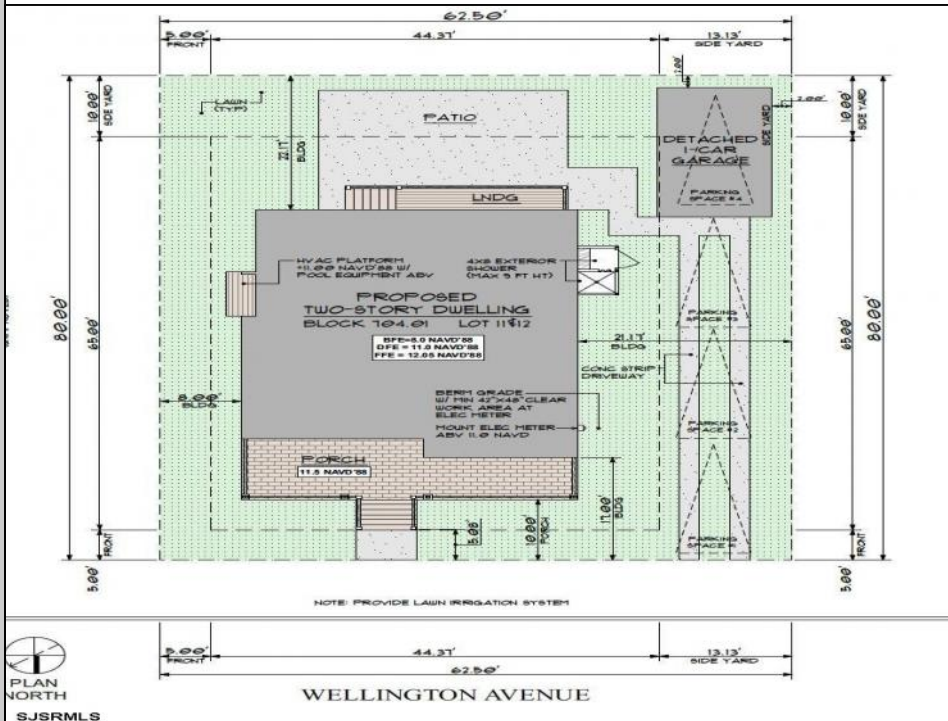 62.50'
5.00'
FRONT
44.37'
13.13'
SIDE YARD
10.00'
SIDE YARD
LAWN
(TYP)
22.17'
BLDG
PATIO
2.00'
SIDE YARD
DETACHED
1-CAR
GARAGE
PARKING
SPACE #4
10.00'
SIDE YARD
LNDG
HVAC PLATFORM
+11.00 NAVD'88 W/
POOL EQUIPMENT ABV
4X8 EXTERIOR
SHOWER
(MAX 9 FT HT)
PROPOSED
TWO-STORY DWELLING
BLOCK 704.01 LOT 11&12
BFE=8.0 NAVD'88
DFE = 11.0 NAVD'88
FFE = 12.05 NAVD'88
80.00'
65.00'
PARKING
SPACE #3
21.17'
BLDG
65.00'
80.00'
CONC STRIP
DRIVEWAY
8.00'
BLDG
BERM GRADE
W/ MIN 42"X48" CLEAR
WORK AREA AT
ELEC METER
MOUNT ELEC METER
ABV 11.0 NAVD
PARKING
SPACE #2
PORCH
11.5 NAVD'88
5.08'
10.00'
PORCH
17.00'
BLDG
PARKING
SPACE
5.00'
FRONT
5.00'
FRONT
NOTE: PROVIDE LAWN IRRIGATION SYSTEM
5.00'
FRONT
44.37'
13.13'
SIDE YARD
62.50'
PLAN
NORTH
WELLINGTON AVENUE
SJSRMLS